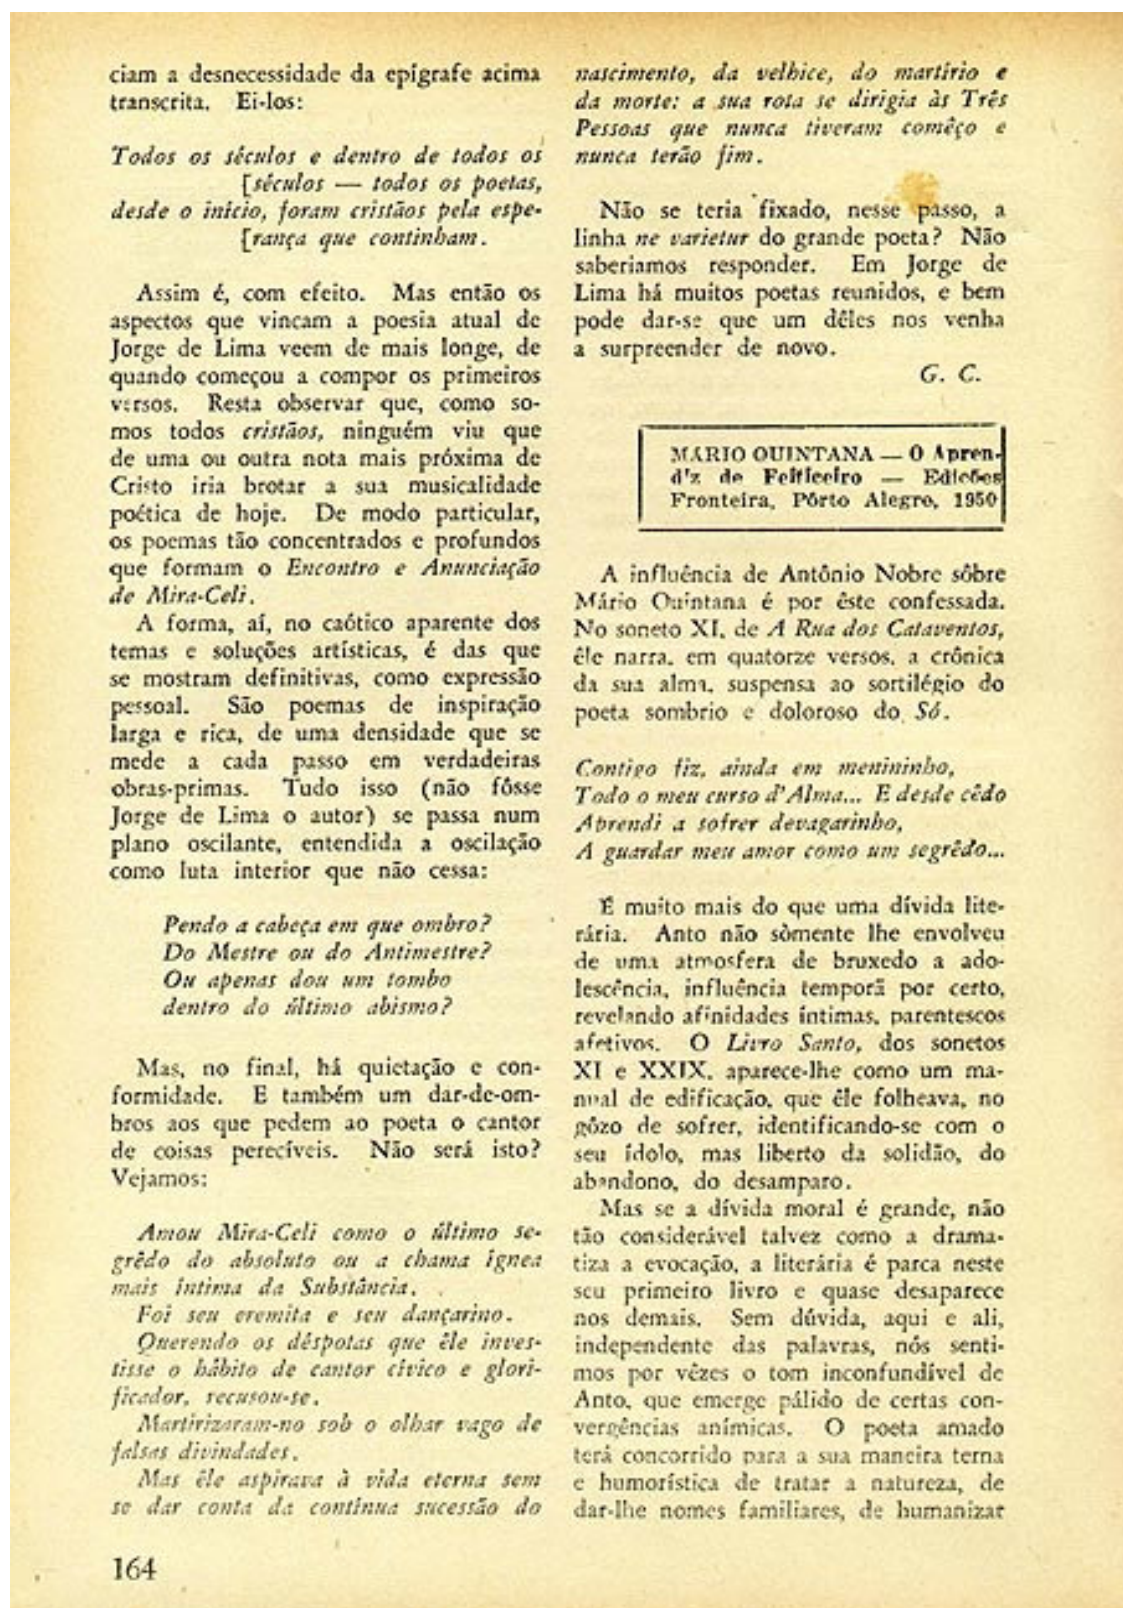 ciam a desnecessidade da epígrafe acima
transcrita. Ei-los:
Todos os séculos e dentro de todos os
[séculos — todos os poetas,
desde o início, foram cristãos pela espe-
[rança que continham.
Assim é, com efeito. Mas então os
aspectos que vincam a poesia atual de
Jorge de Lima veem de mais longe, de
quando começou a compor os primeiros
versos. Resta observar que, como so-
mos todos cristãos, ninguém viu que
de uma ou outra nota mais próxima de
Cristo iria brotar a sua musicalidade
poética de hoje. De modo particular,
os poemas tão concentrados e profundos
que formam o Encontro e Anunciação
de Mira-Celi.
A forma, aí, no caótico aparente dos
temas e soluções artísticas, é das que
se mostram definitivas, como expressão
pessoal. São poemas de inspiração
larga e rica, de uma densidade que se
mede a cada passo em verdadeiras
obras-primas. Tudo isso (não fôsse
Jorge de Lima o autor) se passa num
plano oscilante, entendida a oscilação
como luta interior que não cessa:
Pendo a cabeça em que ombro?
Do Mestre ou do Antimestre?
Ou apenas dou um tombo
dentro do último abismo?
Mas, no final, há quietação e con-
formidade. E também um dar-de-om-
bros aos que pedem ao poeta o cantor
de coisas perecíveis. Não será isto?
Vejamos:
Amou Mira-Celi como o último se-
grêdo do absoluto ou a chama ígnea
mais íntima da Substância.
Foi seu eremita e seu dançarino.
Querendo os déspotas que êle inves-
tisse o hábito de cantor cívico e glori-
ficador, recusou-se.
Martirizaram-no sob o olhar vago de
falsas divindades.
Mas êle aspirava à vida eterna sem
se dar conta da contínua sucessão do
164
nascimento, da velhice, do martírio e
da morte: a sua rota se dirigia às Três
Pessoas que nunca tiveram comêço e
nunca terão fim.
Não se teria fixado, nesse passo, a
linha ne varietur do grande poeta? Não
saberiamos responder. Em Jorge de
Lima há muitos poetas reunidos, e bem
pode dar-se que um dêles nos venha
a surpreender de novo.
G. C.
MÁRIO QUINTANA — O Apren-
diz de Feiticeiro — Edições
Fronteira, Pôrto Alegre, 1950
A influência de Antônio Nobre sôbre
Mário Quintana é por êste confessada.
No soneto XI, de A Rua dos Cataventos,
êle narra, em quatorze versos, a crônica
da sua alma, suspensa ao sortilégio do
poeta sombrio e doloroso do Só.
Contigo fiz, ainda em menininho,
Todo o meu curso d'Alma... E desde cêdo
Aprendi a sofrer devagarinho,
A guardar meu amor como um segrêdo...
É muito mais do que uma dívida lite-
rária. Anto não sòmente lhe envolveu
de uma atmosfera de bruxedo a ado-
lescência, influência temporã por certo,
revelando afinidades íntimas, parentescos
afetivos. O Livro Santo, dos sonetos
XI e XXIX, aparece-lhe como um ma-
nual de edificação, que êle folheava, no
gôzo de sofrer, identificando-se com o
seu ídolo, mas liberto da solidão, do
abandono, do desamparo.
Mas se a dívida moral é grande, não
tão considerável talvez como a drama-
tiza a evocação, a literária é parca neste
seu primeiro livro e quase desaparece
nos demais. Sem dúvida, aqui e ali,
independente das palavras, nós senti-
mos por vêzes o tom inconfundível de
Anto, que emerge pálido de certas con-
vergências anímicas. O poeta amado
terá concorrido para a sua maneira terna
e humorística de tratar a natureza, de
dar-lhe nomes familiares, de humanizar